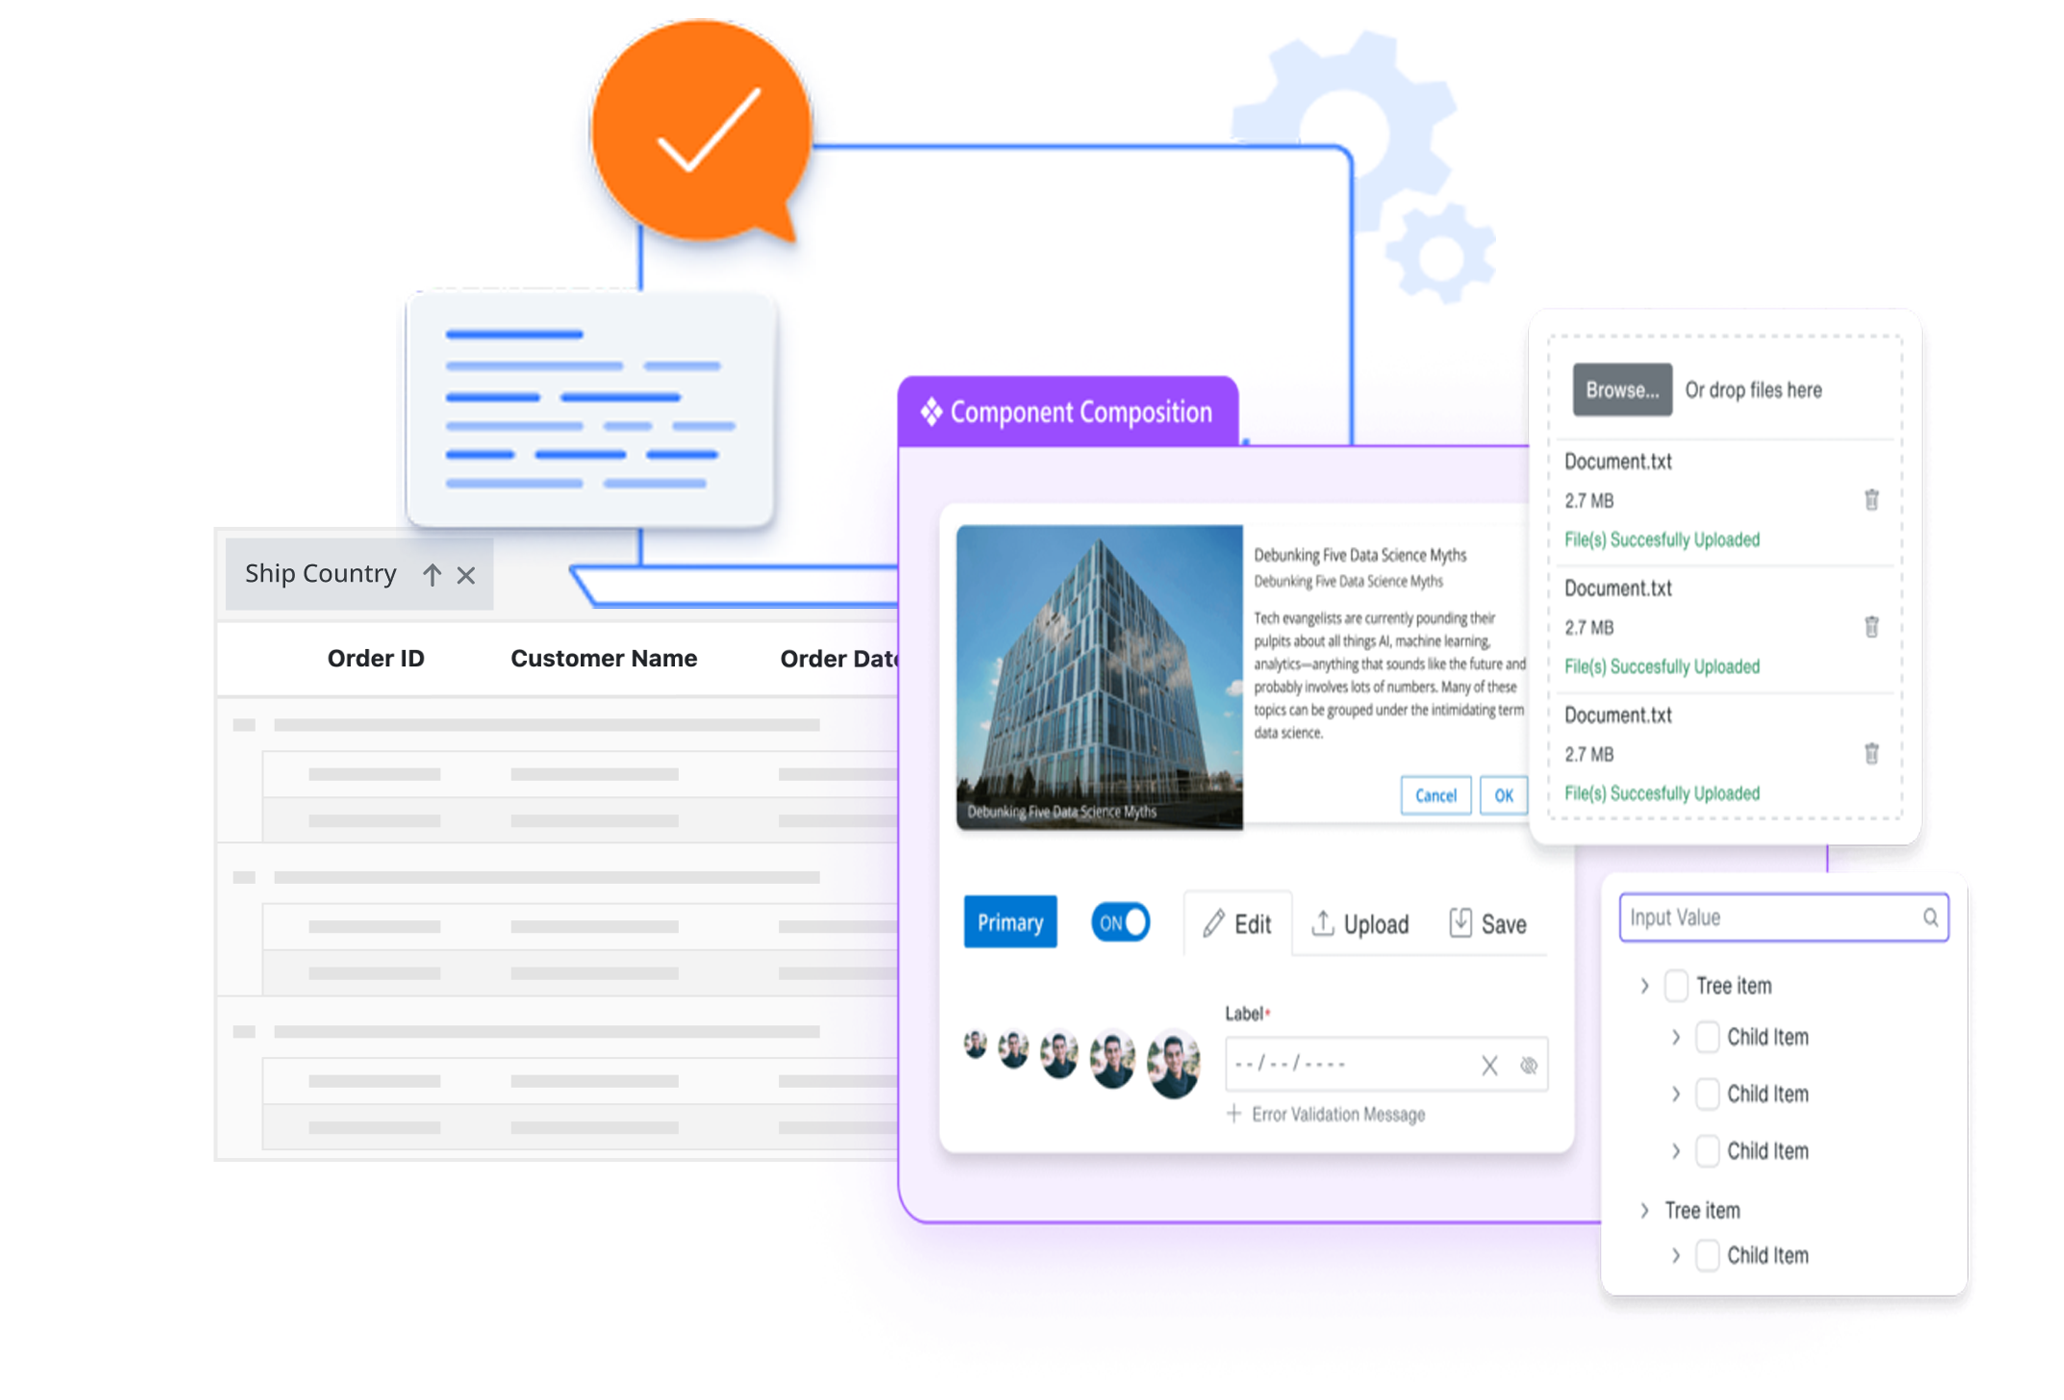 Ship Country
Order ID
Customer Name
Order Date
Component Composition
Debunking Five Data Science Myths
Debunking Five Data Science Myths
Tech evangelists are currently pounding their
pulpits about all things AI, machine learning,
analytics—anything that sounds like the future and
probably involves lots of numbers. Many of these
topics can be grouped under the intimidating term
data science.
Debunking Five Data Science Myths
Cancel
OK
Primary
ON
Edit
Upload
Save
Label*
--/--/----
Error Validation Message
Browse...
Or drop files here
Document.txt
2.7 MB
File(s) Succesfully Uploaded
Document.txt
2.7 MB
File(s) Succesfully Uploaded
Document.txt
2.7 MB
File(s) Succesfully Uploaded
Input Value
Tree item
Child Item
Child Item
Child Item
Tree item
Child Item